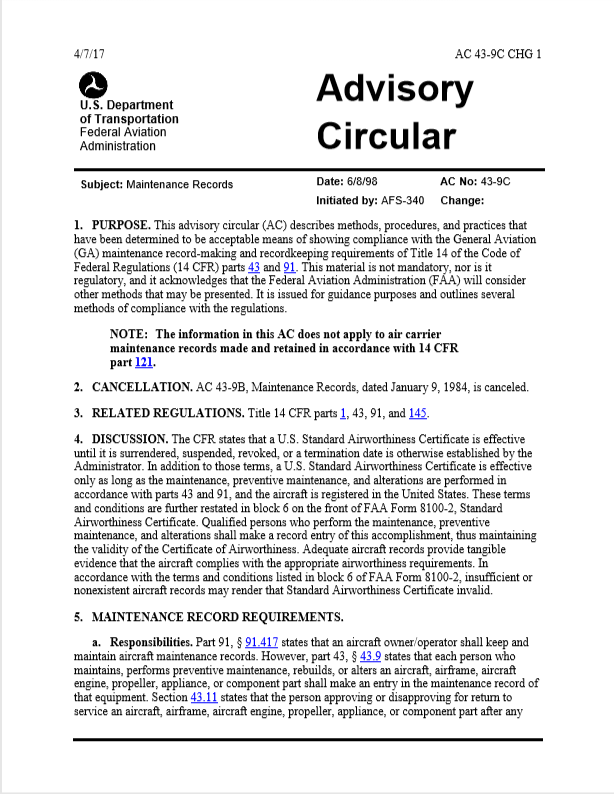 4/7/17 AC 43-9C CHG 1
U.S. Department
of Transportation
Federal Aviation
Administration
Advisory
Circular
Subject: Maintenance Records
Date: 6/8/98 AC No: 43-9C
Initiated by: AFS-340 Change:
1. PURPOSE. This advisory circular (AC) describes methods, procedures, and practices that
have been determined to be acceptable means of showing compliance with the General Aviation
(GA) maintenance record-making and recordkeeping requirements of Title 14 of the Code of
Federal Regulations (14 CFR) parts 43 and 91. This material is not mandatory, nor is it
regulatory, and it acknowledges that the Federal Aviation Administration (FAA) will consider
other methods that may be presented. It is issued for guidance purposes and outlines several
methods of compliance with the regulations.
NOTE: The information in this AC does not apply to air carrier
maintenance records made and retained in accordance with 14 CFR
part 121.
2. CANCELLATION. AC 43-9B, Maintenance Records, dated January 9, 1984, is canceled.
3. RELATED REGULATIONS. Title 14 CFR parts 1, 43, 91, and 145.
4. DISCUSSION. The CFR states that a U.S. Standard Airworthiness Certificate is effective
until it is surrendered, suspended, revoked, or a termination date is otherwise established by the
Administrator. In addition to those terms, a U.S. Standard Airworthiness Certificate is effective
only as long as the maintenance, preventive maintenance, and alterations are performed in
accordance with parts 43 and 91, and the aircraft is registered in the United States. These terms
and conditions are further restated in block 6 on the front of FAA Form 8100-2, Standard
Airworthiness Certificate. Qualified persons who perform the maintenance, preventive
maintenance, and alterations shall make a record entry of this accomplishment, thus maintaining
the validity of the Certificate of Airworthiness. Adequate aircraft records provide tangible
evidence that the aircraft complies with the appropriate airworthiness requirements. In
accordance with the terms and conditions listed in block 6 of FAA Form 8100-2, insufficient or
nonexistent aircraft records may render that Standard Airworthiness Certificate invalid.
5. MAINTENANCE RECORD REQUIREMENTS.
a. Responsibilities. Part 91, § 91.417 states that an aircraft owner/operator shall keep and
maintain aircraft maintenance records. However, part 43, § 43.9 states that each person who
maintains, performs preventive maintenance, rebuilds, or alters an aircraft, airframe, aircraft
engine, propeller, appliance, or component part shall make an entry in the maintenance record of
that equipment. Section 43.11 states that the person approving or disapproving for return to
service an aircraft, airframe, aircraft engine, propeller, appliance, or component part after any